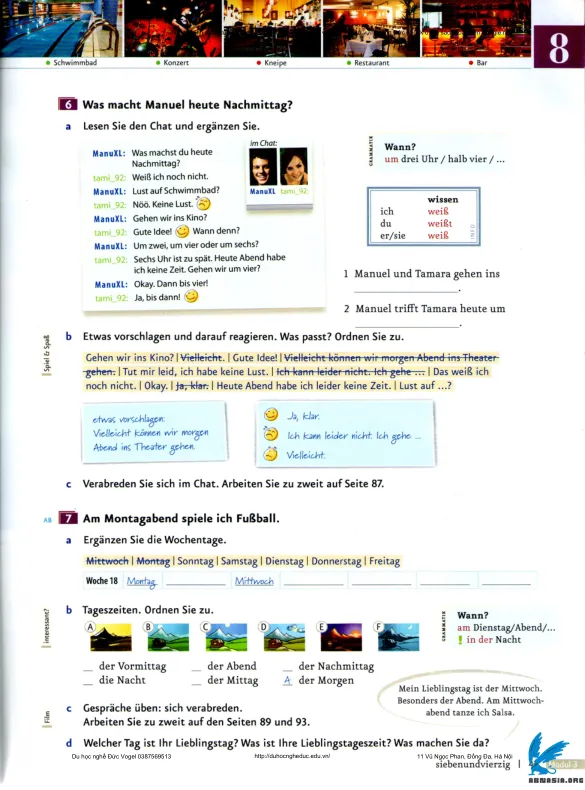 Schwimmbad
Konzert
Kneipe
Restaurant
Bar
8
6 Was macht Manuel heute Nachmittag?
a Lesen Sie den Chat und ergänzen Sie.
ManuXL: Was machst du heute
Nachmittag?
tami_92: Weiß ich noch nicht.
ManuXL: Lust auf Schwimmbad?
tami_92: Nöö. Keine Lust.
ManuXL: Gehen wir ins Kino?
tami_92: Gute Idee! Wann denn?
ManuXL: Um zwei, um vier oder um sechs?
tami_92: Sechs Uhr ist zu spät. Heute Abend habe
ich keine Zeit. Gehen wir um vier?
ManuXL: Okay. Dann bis vier!
tami_92: Ja, bis dann!
im Chat:
ManuXL tami_92:
GRAMMATIK
Wann?
um drei Uhr / halb vier / ...
wissen
ich weiß
du weißt
er/sie weiß
INFO
1 Manuel und Tamara gehen ins
.
2 Manuel trifft Tamara heute um
.
Spiel & Spaß
b Etwas vorschlagen und darauf reagieren. Was passt? Ordnen Sie zu.
Gehen wir ins Kino? | Vielleicht. | Gute Idee! | Vielleicht können wir morgen Abend ins Theater
gehen. | Tut mir leid, ich habe keine Lust. | Ich kann leider nicht. Ich gehe ... | Das weiß ich
noch nicht. | Okay. | Ja, klar. | Heute Abend habe ich leider keine Zeit. | Lust auf ...?
etwas vorschlagen:
Vielleicht können wir morgen
Abend ins Theater gehen.
Ja, klar.
Ich kann leider nicht. Ich gehe ...
Vielleicht.
c Verabreden Sie sich im Chat. Arbeiten Sie zu zweit auf Seite 87.
AB 7 Am Montagabend spiele ich Fußball.
a Ergänzen Sie die Wochentage.
Mittwoch | Montag | Sonntag | Samstag | Dienstag | Donnerstag | Freitag
Woche 18 Montag Mittwoch
interessant?
b Tageszeiten. Ordnen Sie zu.
A B C D E F
der Vormittag der Abend der Nachmittag
die Nacht der Mittag A der Morgen
GRAMMATIK
Wann?
am Dienstag/Abend/...
! in der Nacht
Mein Lieblingstag ist der Mittwoch.
Besonders der Abend. Am Mittwoch-
abend tanze ich Salsa.
Film
c Gespräche üben: sich verabreden.
Arbeiten Sie zu zweit auf den Seiten 89 und 93.
d Welcher Tag ist Ihr Lieblingstag? Was ist Ihre Lieblingstageszeit? Was machen Sie da?
Du học nghề Đức Vogel 0387569513 http://duhocngheduc.edu.vn/ 11 Vũ Ngọc Phan, Đống Đa, Hà Nội
siebenundvierzig | Modul 3
ABWASIA.ORG